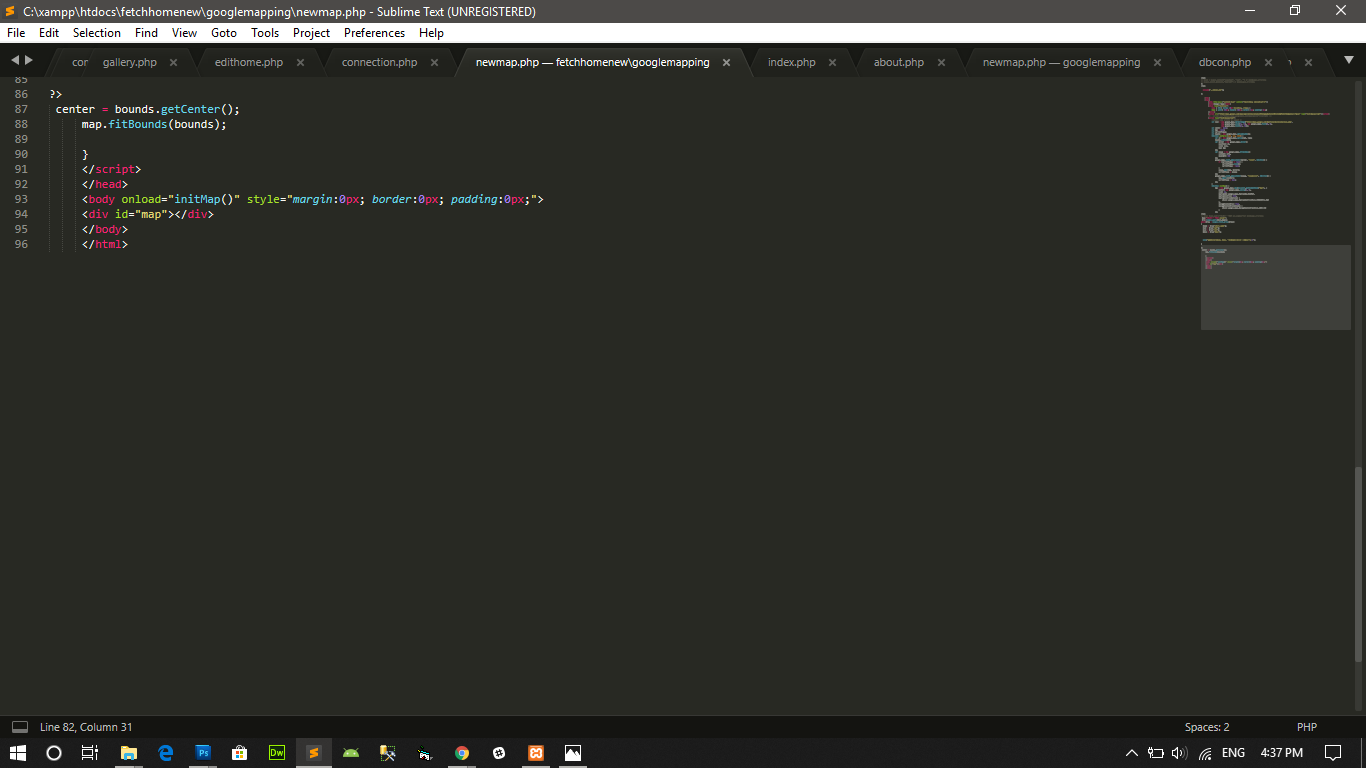 C:\xampp\htdocs\fetchhomenew\googlemapping\newmap.php - Sublime Text (UNREGISTERED)
File Edit Selection Find View Goto Tools Project Preferences Help
cor gallery.php edithome.php connection.php newmap.php — fetchhomenew\googlemapping index.php about.php newmap.php — googlemapping dbcon.php
85
86 ?>
87 center = bounds.getCenter();
88 map.fitBounds(bounds);
89
90 }
91 </script>
92 </head>
93 <body onload="initMap()" style="margin:0px; border:0px; padding:0px;">
94 <div id="map"></div>
95 </body>
96 </html>
Line 82, Column 31 Spaces: 2 PHP
Ps Dw ENG 4:37 PM